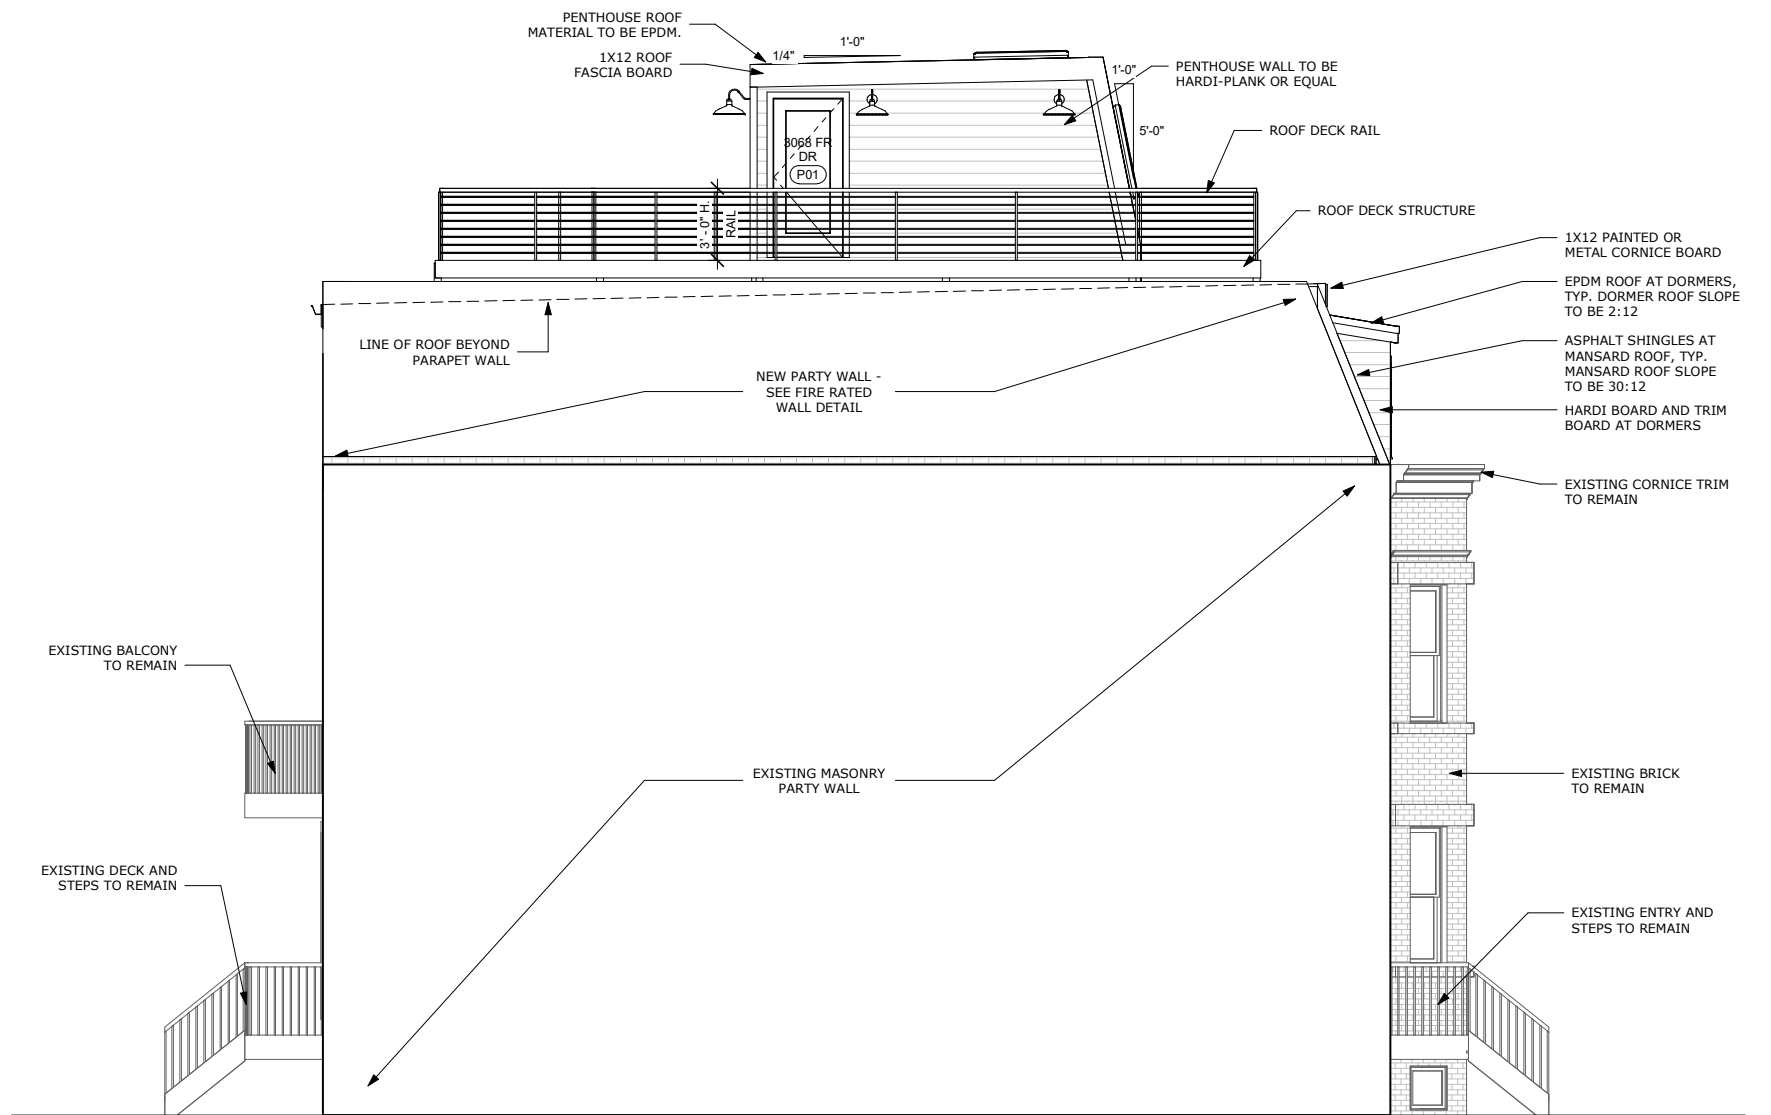 PENTHOUSE ROOF
MATERIAL TO BE EPDM.
1X12 ROOF
FASCIA BOARD
1/4"
1'-0"
1'-0"
5'-0"
PENTHOUSE WALL TO BE
HARDI-PLANK OR EQUAL
3068 FR
DR
P01
ROOF DECK RAIL
3' - 0" H.
RAIL
ROOF DECK STRUCTURE
1X12 PAINTED OR
METAL CORNICE BOARD
EPDM ROOF AT DORMERS,
TYP. DORMER ROOF SLOPE
TO BE 2:12
LINE OF ROOF BEYOND
PARAPET WALL
ASPHALT SHINGLES AT
MANSARD ROOF, TYP.
MANSARD ROOF SLOPE
TO BE 30:12
NEW PARTY WALL -
SEE FIRE RATED
WALL DETAIL
HARDI BOARD AND TRIM
BOARD AT DORMERS
EXISTING CORNICE TRIM
TO REMAIN
EXISTING BALCONY
TO REMAIN
EXISTING MASONRY
PARTY WALL
EXISTING BRICK
TO REMAIN
EXISTING DECK AND
STEPS TO REMAIN
EXISTING ENTRY AND
STEPS TO REMAIN